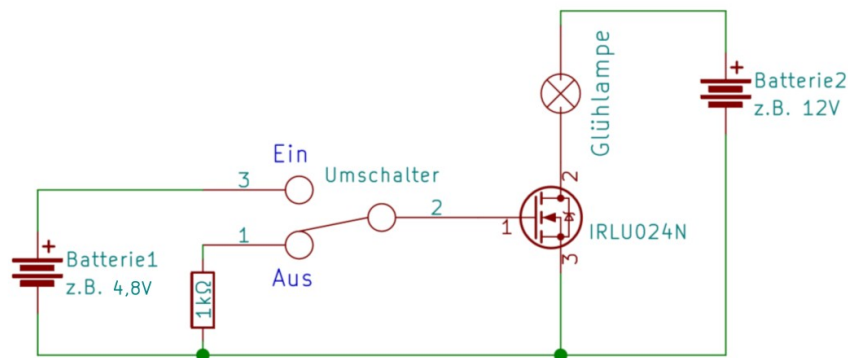 Glühlampe
+
Batterie2
z.B. 12V
Ein
Umschalter
3
2
2
1
IRLU024N
3
1
+
Batterie1
z.B. 4,8V
Aus
1kΩ